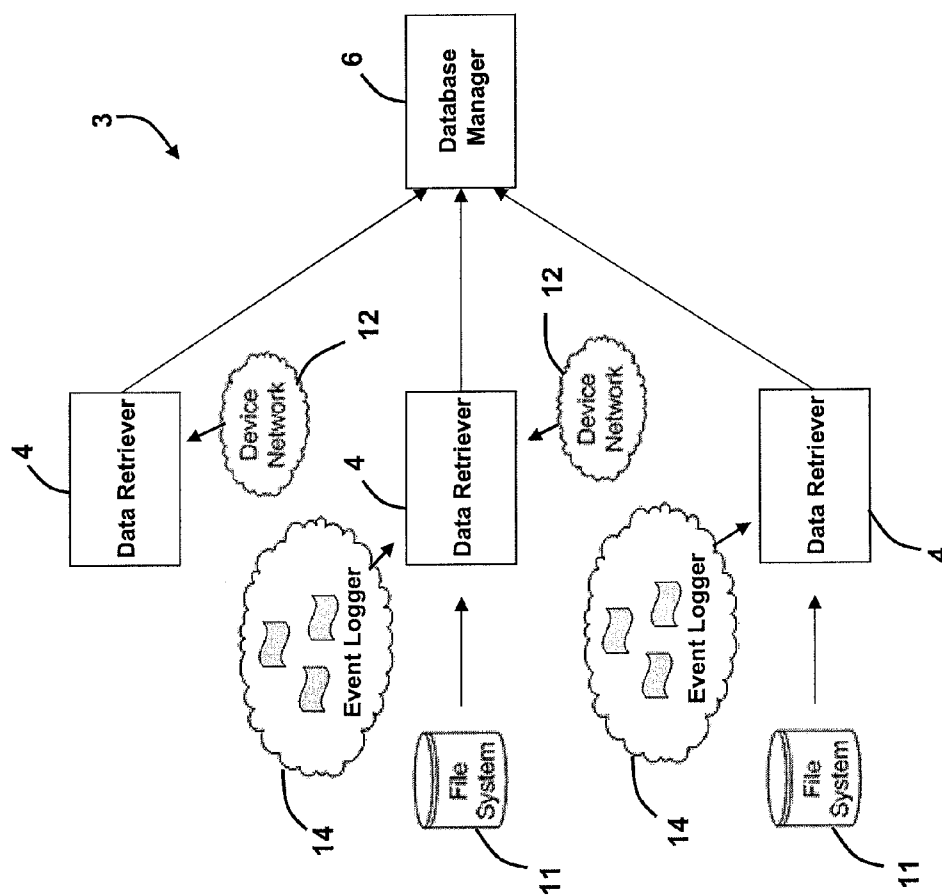 4
3
Data Retriever
Device
Network
12
14
Event Logger
4
6
File
System
Data Retriever
Database
Manager
11
12
Device
Network
14
Event Logger
File
System
Data Retriever
11
4